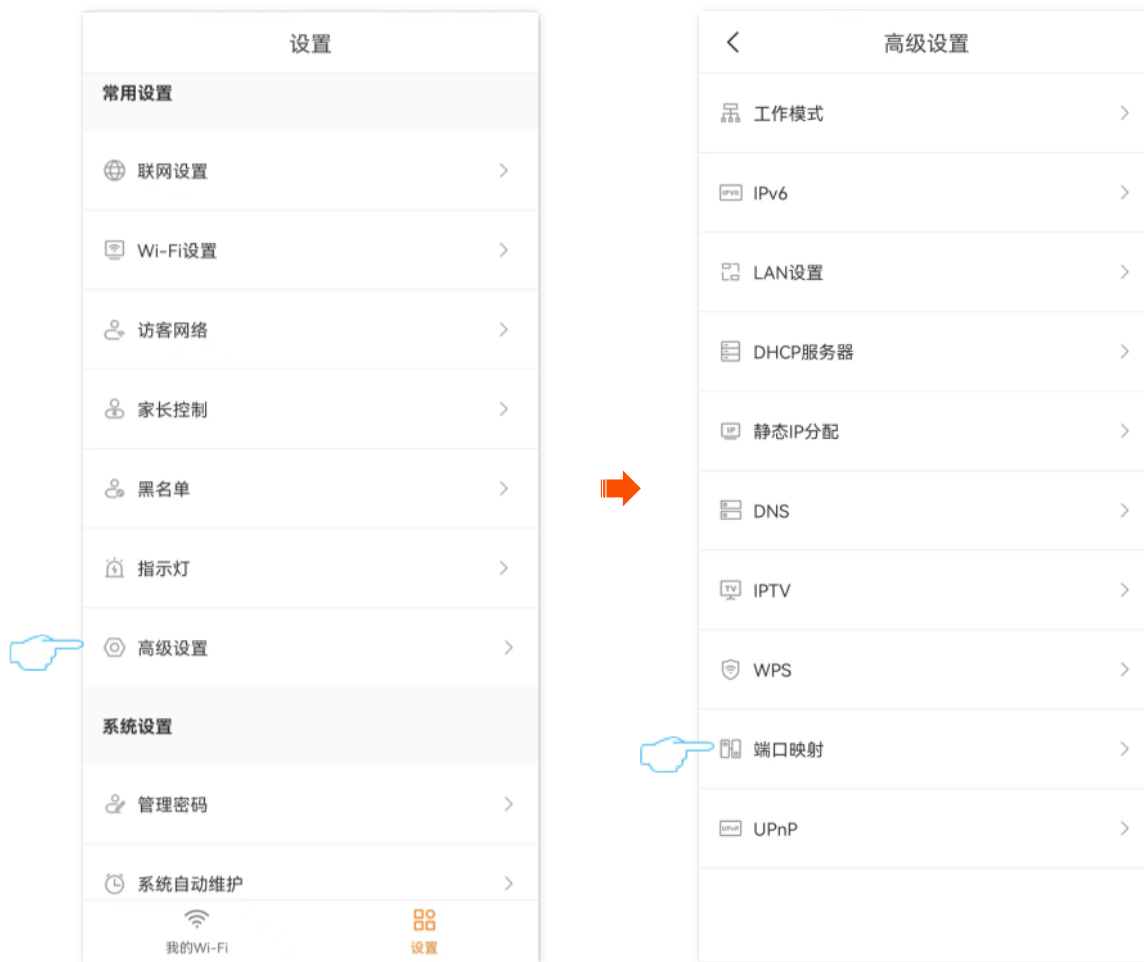 设置
常用设置
联网设置
Wi-Fi设置
访客网络
家长控制
黑名单
指示灯
高级设置
系统设置
管理密码
系统自动维护
我的Wi-Fi
设置
高级设置
工作模式
IPV6 IPv6
LAN设置
DHCP服务器
IP 静态IP分配
DNS
TV IPTV
WPS
端口映射
UPnP UPnP